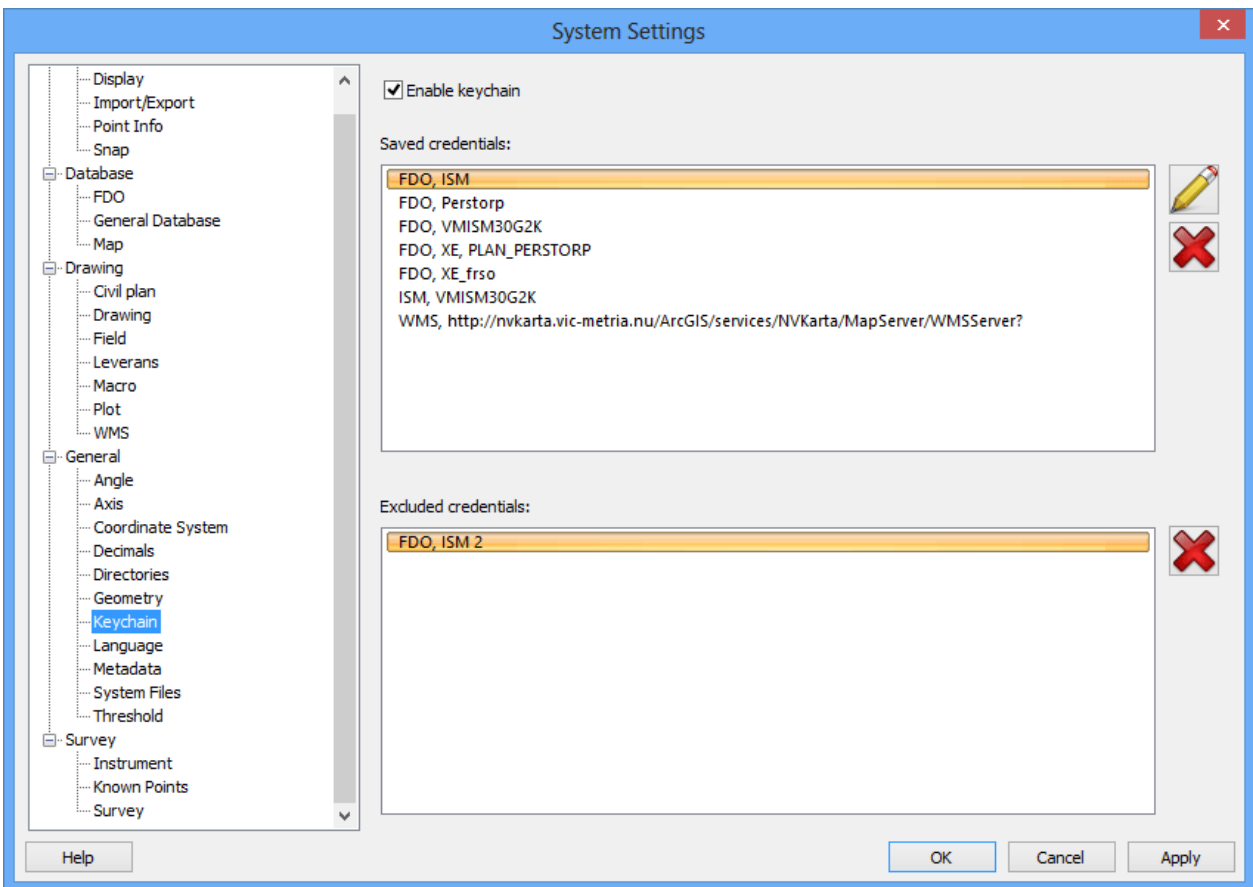 System Settings
Display
Import/Export
Point Info
Snap
Database
FDO
General Database
Map
Drawing
Civil plan
Drawing
Field
Leverans
Macro
Plot
WMS
General
Angle
Axis
Coordinate System
Decimals
Directories
Geometry
Keychain
Language
Metadata
System Files
Threshold
Survey
Instrument
Known Points
Survey
Enable keychain
Saved credentials:
FDO, ISM
FDO, Perstorp
FDO, VMISM30G2K
FDO, XE, PLAN_PERSTORP
FDO, XE_frso
ISM, VMISM30G2K
WMS, http://nvkarta.vic-metria.nu/ArcGIS/services/NVKarta/MapServer/WMSServer?
Excluded credentials:
FDO, ISM 2
Help
OK
Cancel
Apply